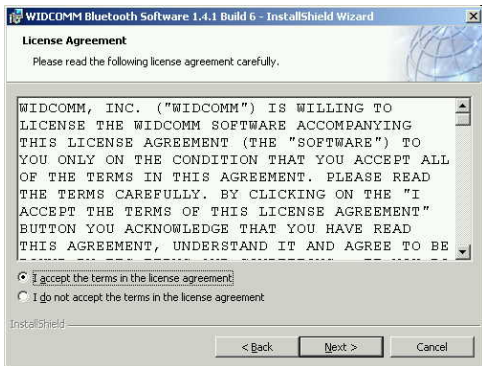 WIDCOMM Bluetooth Software 1.4.1 Build 6 - InstallShield Wizard
License Agreement
Please read the following license agreement carefully.
WIDCOMM, INC. ("WIDCOMM") IS WILLING TO
LICENSE THE WIDCOMM SOFTWARE ACCOMPANYING
THIS LICENSE AGREEMENT (THE "SOFTWARE") TO
YOU ONLY ON THE CONDITION THAT YOU ACCEPT ALL
OF THE TERMS IN THIS AGREEMENT. PLEASE READ
THE TERMS CAREFULLY. BY CLICKING ON THE "I
ACCEPT THE TERMS OF THIS LICENSE AGREEMENT"
BUTTON YOU ACKNOWLEDGE THAT YOU HAVE READ
THIS AGREEMENT, UNDERSTAND IT AND AGREE TO BE
I accept the terms in the license agreement
I do not accept the terms in the license agreement
InstallShield
< Back
Next >
Cancel